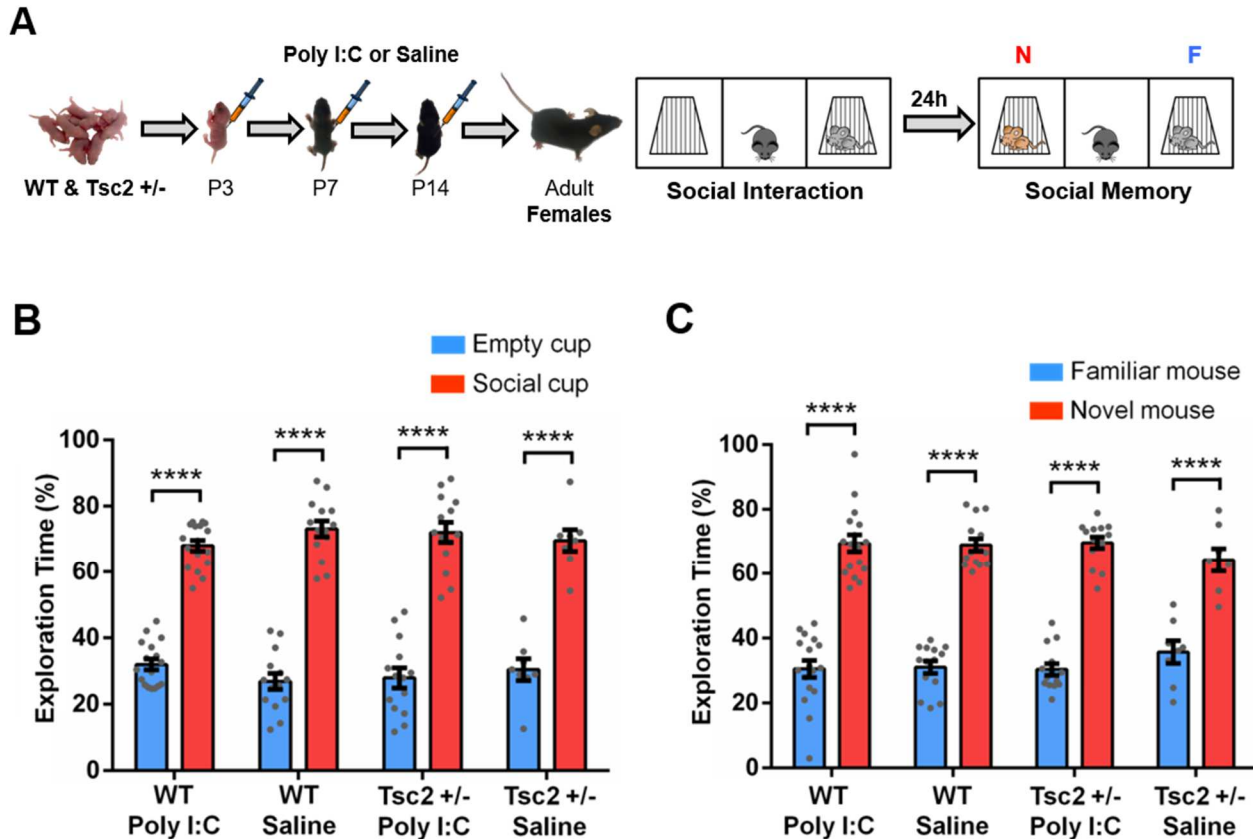 A
Poly I:C or Saline
WT & Tsc2 +/-
P3
P7
P14
Adult
Females
Social Interaction
24h
N
F
Social Memory
B
Empty cup
Social cup
Exploration Time (%)
100
80
60
40
20
0
****
****
****
****
WT
Poly I:C
WT
Saline
Tsc2 +/-
Poly I:C
Tsc2 +/-
Saline
C
Familiar mouse
Novel mouse
Exploration Time (%)
100
80
60
40
20
0
****
****
****
****
WT
Poly I:C
WT
Saline
Tsc2 +/-
Poly I:C
Tsc2 +/-
Saline